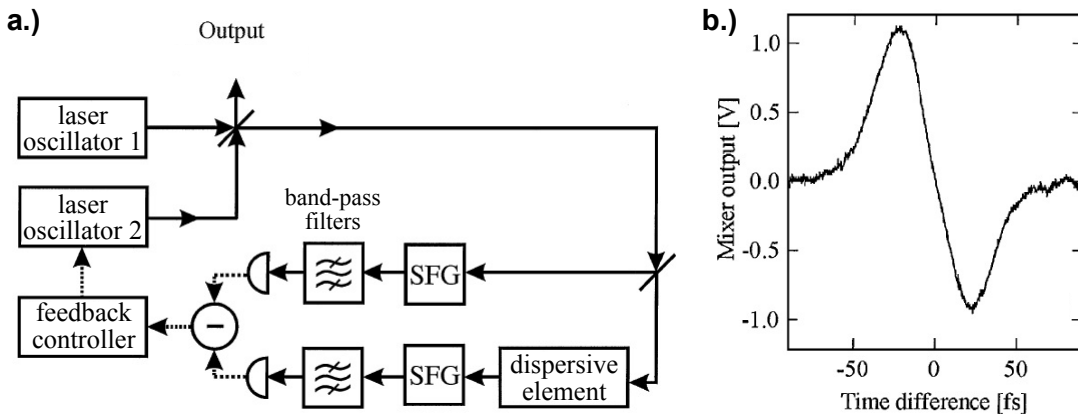 a.)
Output
laser
oscillator 1
laser
oscillator 2
feedback
controller
band-pass
filters
SFG
−
SFG
dispersive
element
b.)
Mixer output [V]
1.0
0.5
0.0
-0.5
-1.0
-50 0 50
Time difference [fs]